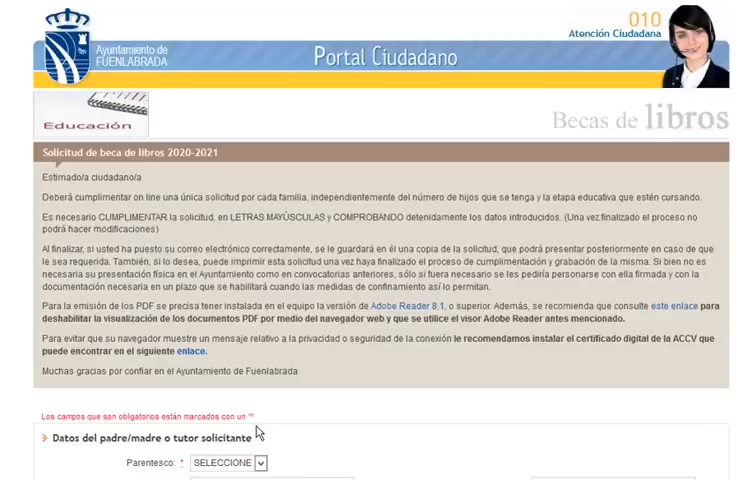 010
Atención Ciudadana
Ayuntamiento de
FUENLABRADA
Portal Ciudadano
Educación
Becas de libros
Solicitud de beca de libros 2020-2021
Estimado/a ciudadano/a
Deberá cumplimentar on line una única solicitud por cada familia, independientemente del número de hijos que se tenga y la etapa educativa que estén cursando.
Es necesario CUMPLIMENTAR la solicitud, en LETRAS MAYÚSCULAS y COMPROBANDO detenidamente los datos introducidos. (Una vez finalizado el proceso no
podrá hacer modificaciones)
Al finalizar, si usted ha puesto su correo electrónico correctamente, se le guardará en él una copia de la solicitud, que podrá presentar posteriormente en caso de que
le sea requerida. También, si lo desea, puede imprimir esta solicitud una vez haya finalizado el proceso de cumplimentación y grabación de la misma. Si bien no es
necesaria su presentación física en el Ayuntamiento como en convocatorias anteriores, sólo si fuera necesario se les pediría personarse con ella firmada y con la
documentación necesaria en un plazo que se habilitará cuando las medidas de confinamiento así lo permitan.
Para la emisión de los PDF se precisa tener instalada en el equipo la versión de Adobe Reader 8.1, o superior. Además, se recomienda que consulte este enlace para
deshabilitar la visualización de los documentos PDF por medio del navegador web y que se utilice el visor Adobe Reader antes mencionado.
Para evitar que su navegador muestre un mensaje relativo a la privacidad o seguridad de la conexión le recomendamos instalar el certificado digital de la ACCV que
puede encontrar en el siguiente enlace.
Muchas gracias por confiar en el Ayuntamiento de Fuenlabrada
Los campos que son obligatorios están marcados con un "*"
Datos del padre/madre o tutor solicitante
Parentesco: * SELECCIONE